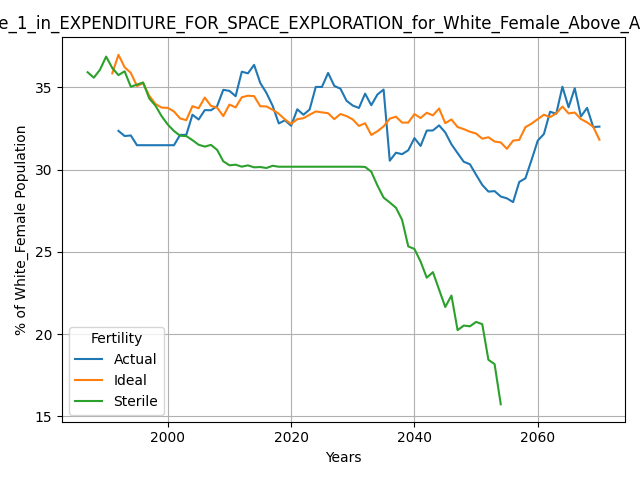 e_1_in_EXPENDITURE_FOR_SPACE_EXPLORATION_for_White_Female_Above_A
% of White_Female Population
35
30
25
20
15
Fertility
Actual
Ideal
Sterile
2000
2020
2040
2060
Years